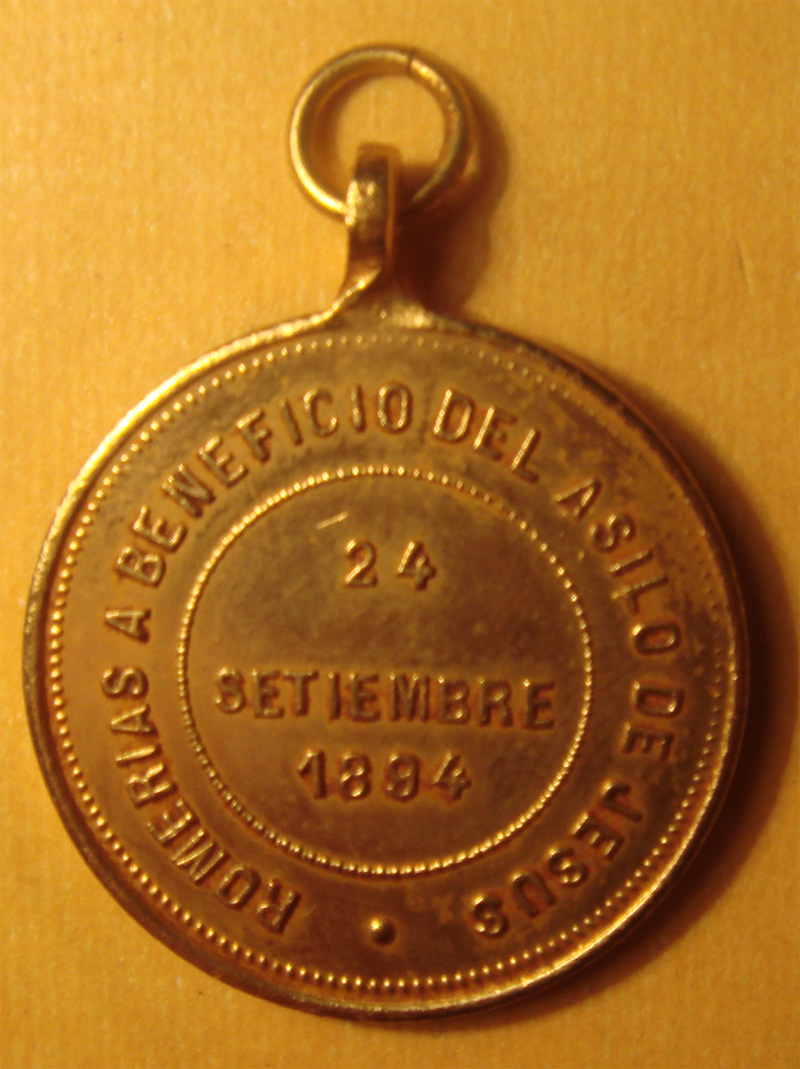 ROMERIAS A BENEFICIO DEL ASILO DE JESUS
24
SETIEMBRE
1894